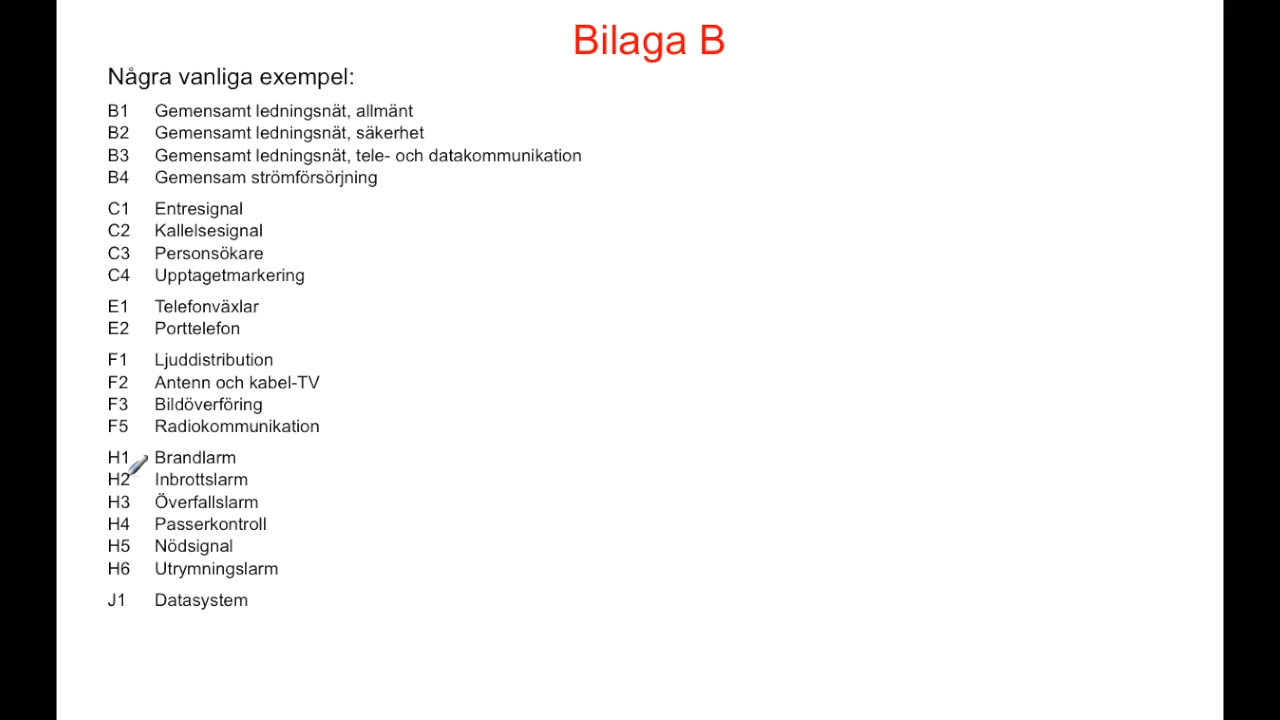 Bilaga B
Några vanliga exempel:
B1 Gemensamt ledningsnät, allmänt
B2 Gemensamt ledningsnät, säkerhet
B3 Gemensamt ledningsnät, tele- och datakommunikation
B4 Gemensam strömförsörjning
C1 Entresignal
C2 Kallelsesignal
C3 Personsökare
C4 Upptagetmarkering
E1 Telefonväxlar
E2 Porttelefon
F1 Ljuddistribution
F2 Antenn och kabel-TV
F3 Bildöverföring
F5 Radiokommunikation
H1 Brandlarm
H2 Inbrottslarm
H3 Överfallslarm
H4 Passerkontroll
H5 Nödsignal
H6 Utrymningslarm
J1 Datasystem